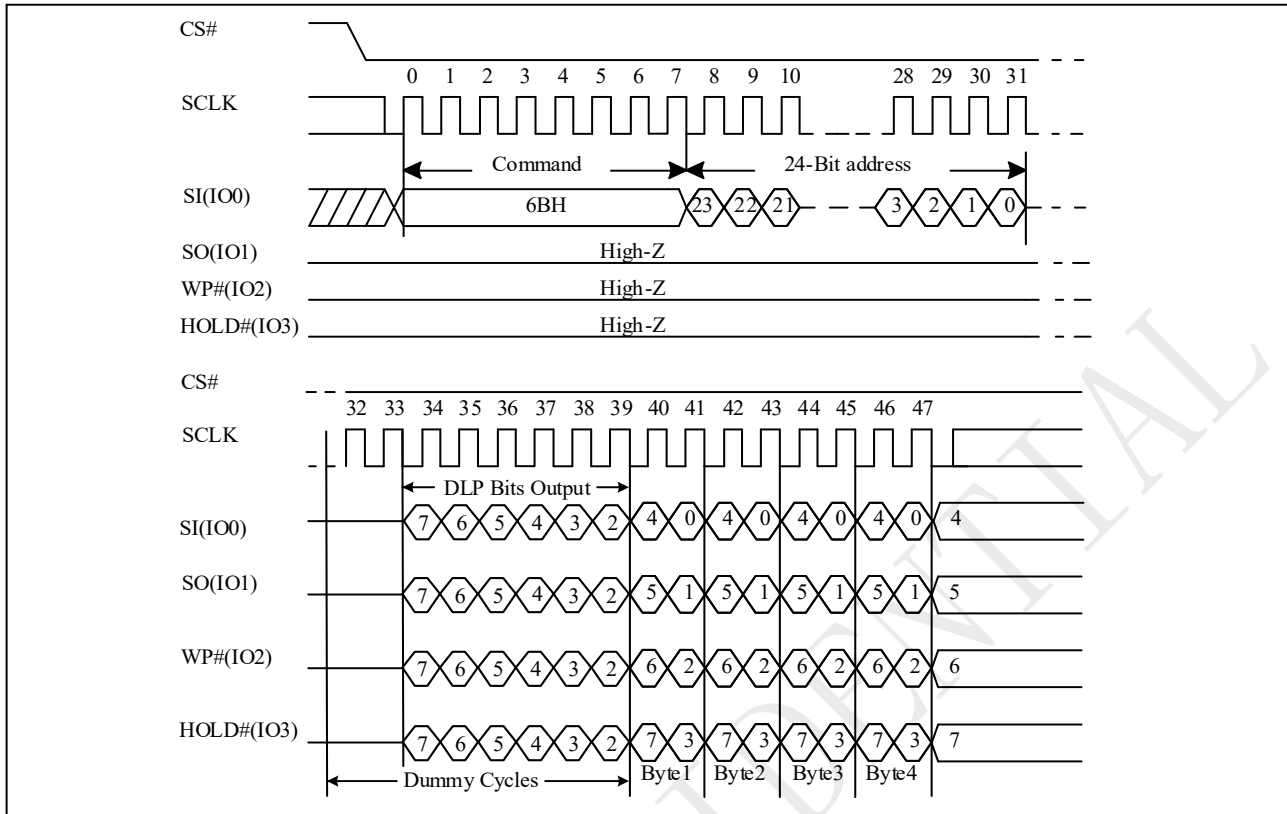 CS#
0 1 2 3 4 5 6 7 8 9 10 28 29 30 31
SCLK
Command 24-Bit address
SI(IO0) 6BH 23 22 21 3 2 1 0
SO(IO1) High-Z
WP#(IO2) High-Z
HOLD#(IO3) High-Z
CS#
32 33 34 35 36 37 38 39 40 41 42 43 44 45 46 47
SCLK
DLP Bits Output
SI(IO0) 7 6 5 4 3 2 4 0 4 0 4 0 4 0 4
SO(IO1) 7 6 5 4 3 2 5 1 5 1 5 1 5 1 5
WP#(IO2) 7 6 5 4 3 2 6 2 6 2 6 2 6 2 6
HOLD#(IO3) 7 6 5 4 3 2 7 3 7 3 7 3 7 3 7
Dummy Cycles Byte1 Byte2 Byte3 Byte4
IDENTIAL